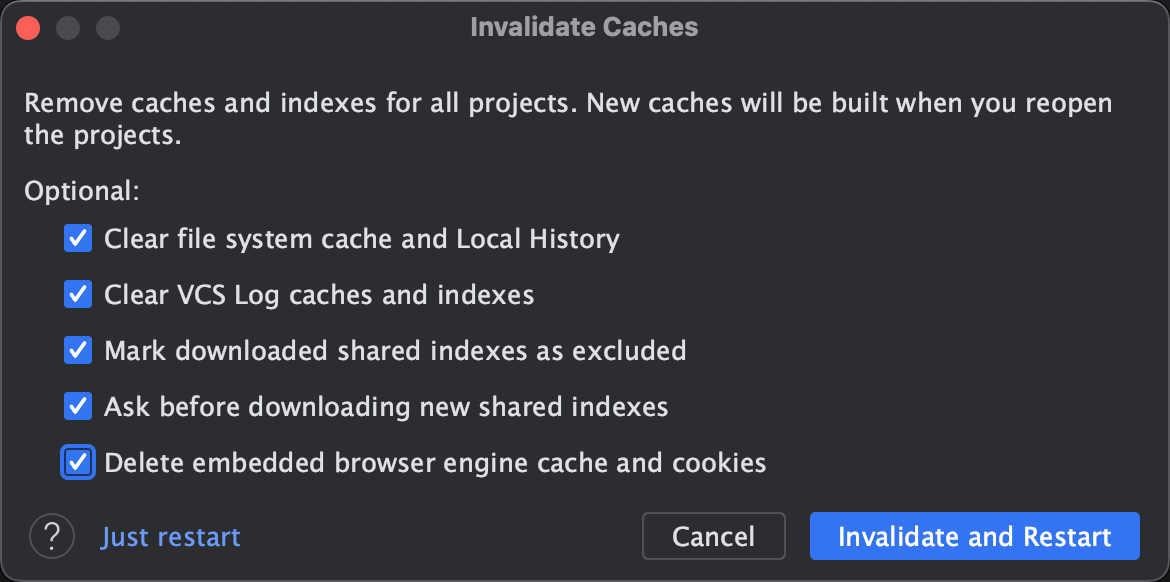 Invalidate Caches
Remove caches and indexes for all projects. New caches will be built when you reopen
the projects.
Optional:
Clear file system cache and Local History
Clear VCS Log caches and indexes
Mark downloaded shared indexes as excluded
Ask before downloading new shared indexes
Delete embedded browser engine cache and cookies
? Just restart Cancel Invalidate and Restart